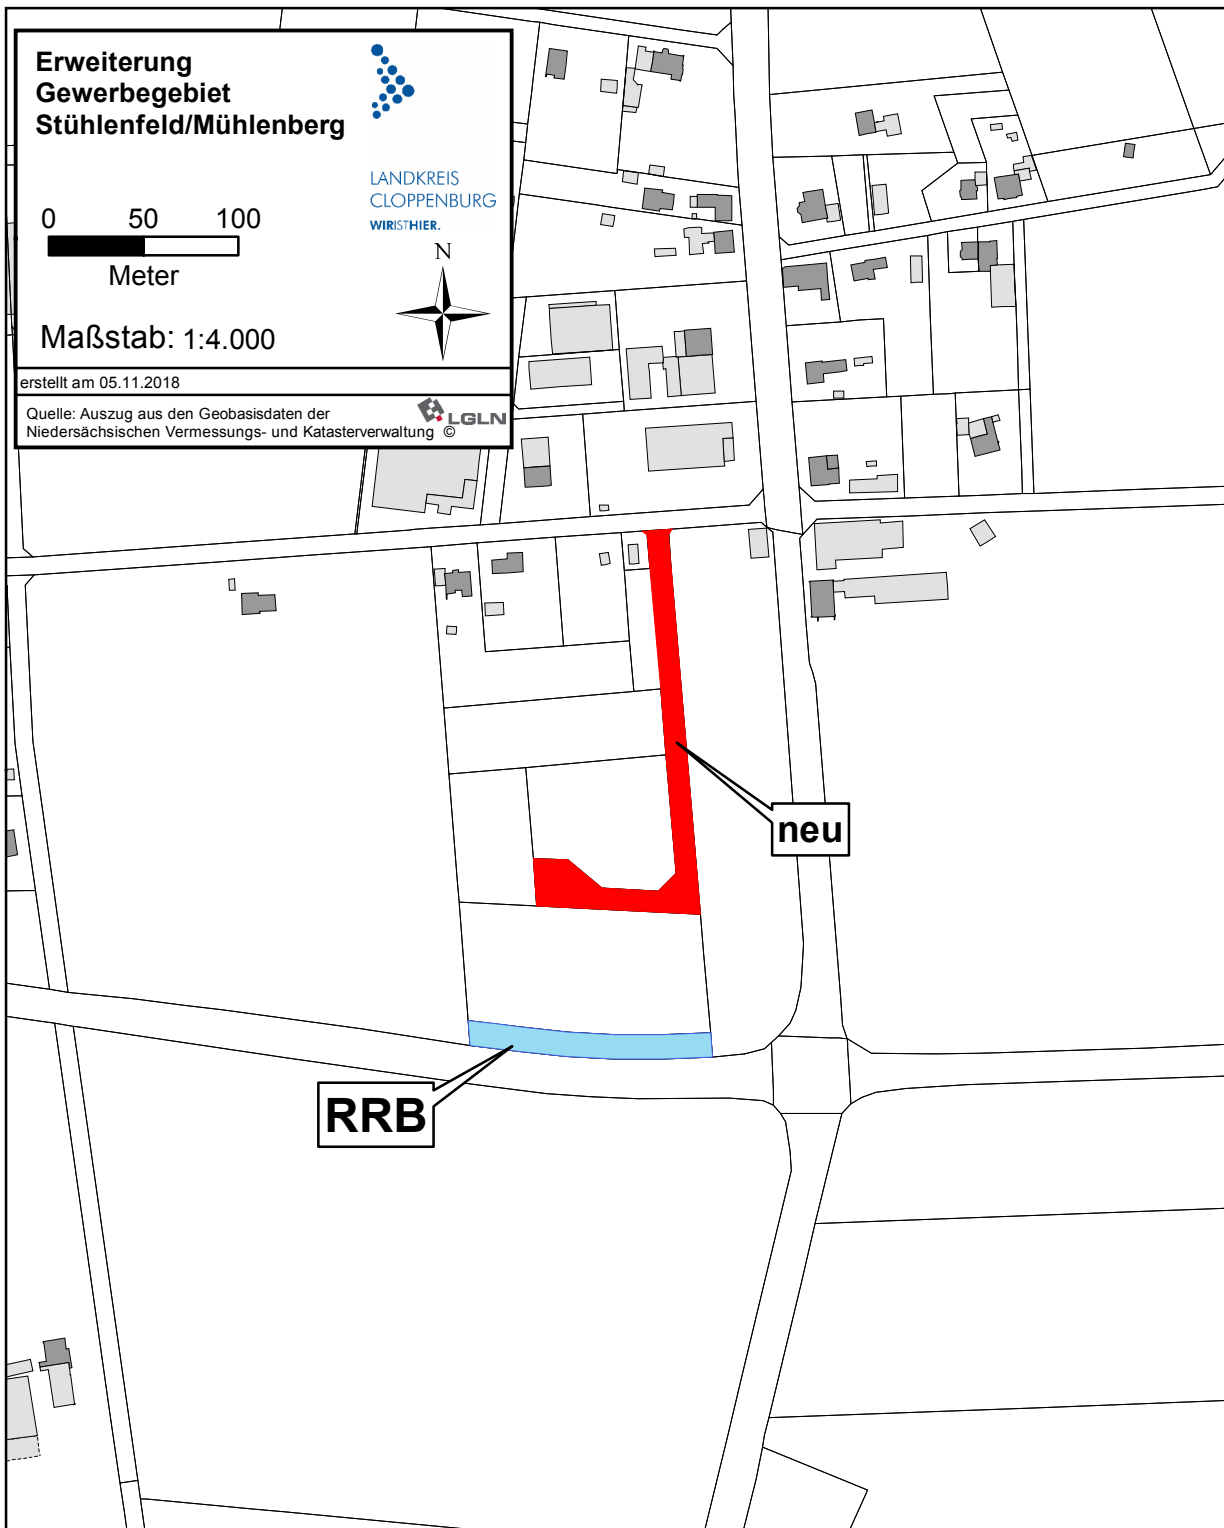 Erweiterung
Gewerbegebiet
Stühlenfeld/Mühlenberg
LANDKREIS
CLOPPENBURG
WIRISTHIER.
0 50 100
Meter
N
Maßstab: 1:4.000
erstellt am 05.11.2018
Quelle: Auszug aus den Geobasisdaten der
Niedersächsischen Vermessungs- und Katasterverwaltung ©
LGLN
neu
RRB